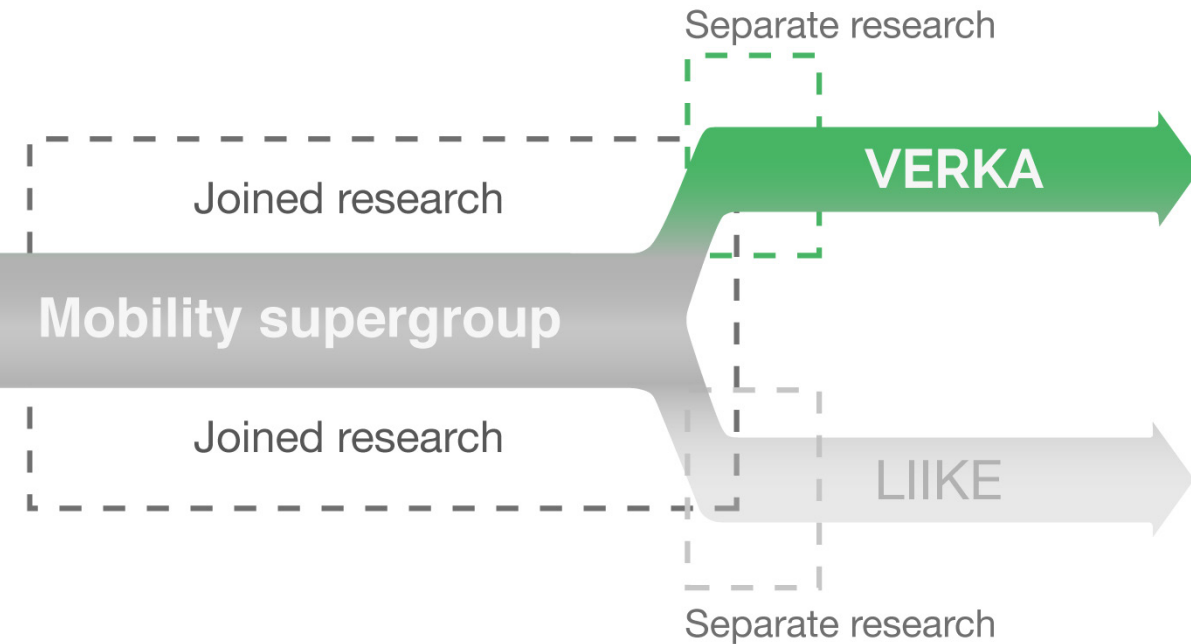 Separate research
VERKA
Joined research
Mobility supergroup
Joined research
LIIKE
Separate research